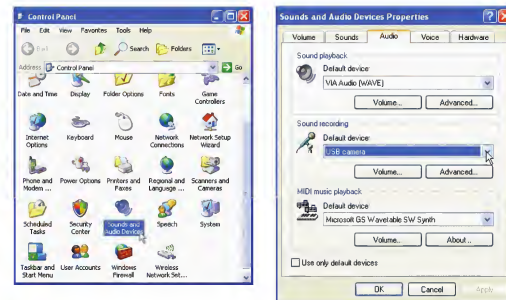 Control Panel
File Edit View Favorites Tools Help
Back Search Folders
Address Control Panel Go
Date and Time Display Folder Options Fonts Game Controllers
Internet Options Keyboard Mouse Network Connections Network Setup Wizard
Phone and Modem ... Power Options Printers and Faxes Regional and Language ... Scanners and Cameras
Scheduled Tasks Security Center Sounds and Audio Devices Speech System
Taskbar and Start Menu User Accounts Windows Firewall Wireless Network Set...
Sounds and Audio Devices Properties
Volume Sounds Audio Voice Hardware
Sound playback
Default device:
VIA Audio (WAVE)
Volume... Advanced...
Sound recording
Default device:
USB camera
Volume... Advanced...
MIDI music playback
Default device:
Microsoft GS Wavetable SW Synth
Volume... About...
Use only default devices
OK Cancel Apply